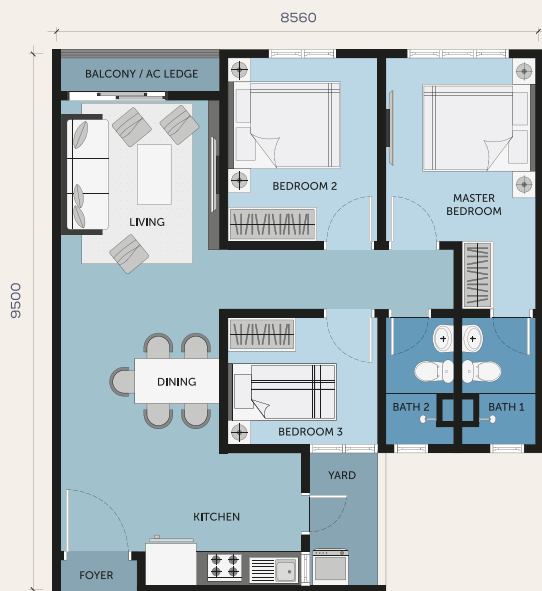 8560
BALCONY / AC LEDGE
BEDROOM 2
MASTER
BEDROOM
LIVING
9500
DINING
BEDROOM 3
BATH 2
BATH 1
YARD
KITCHEN
FOYER